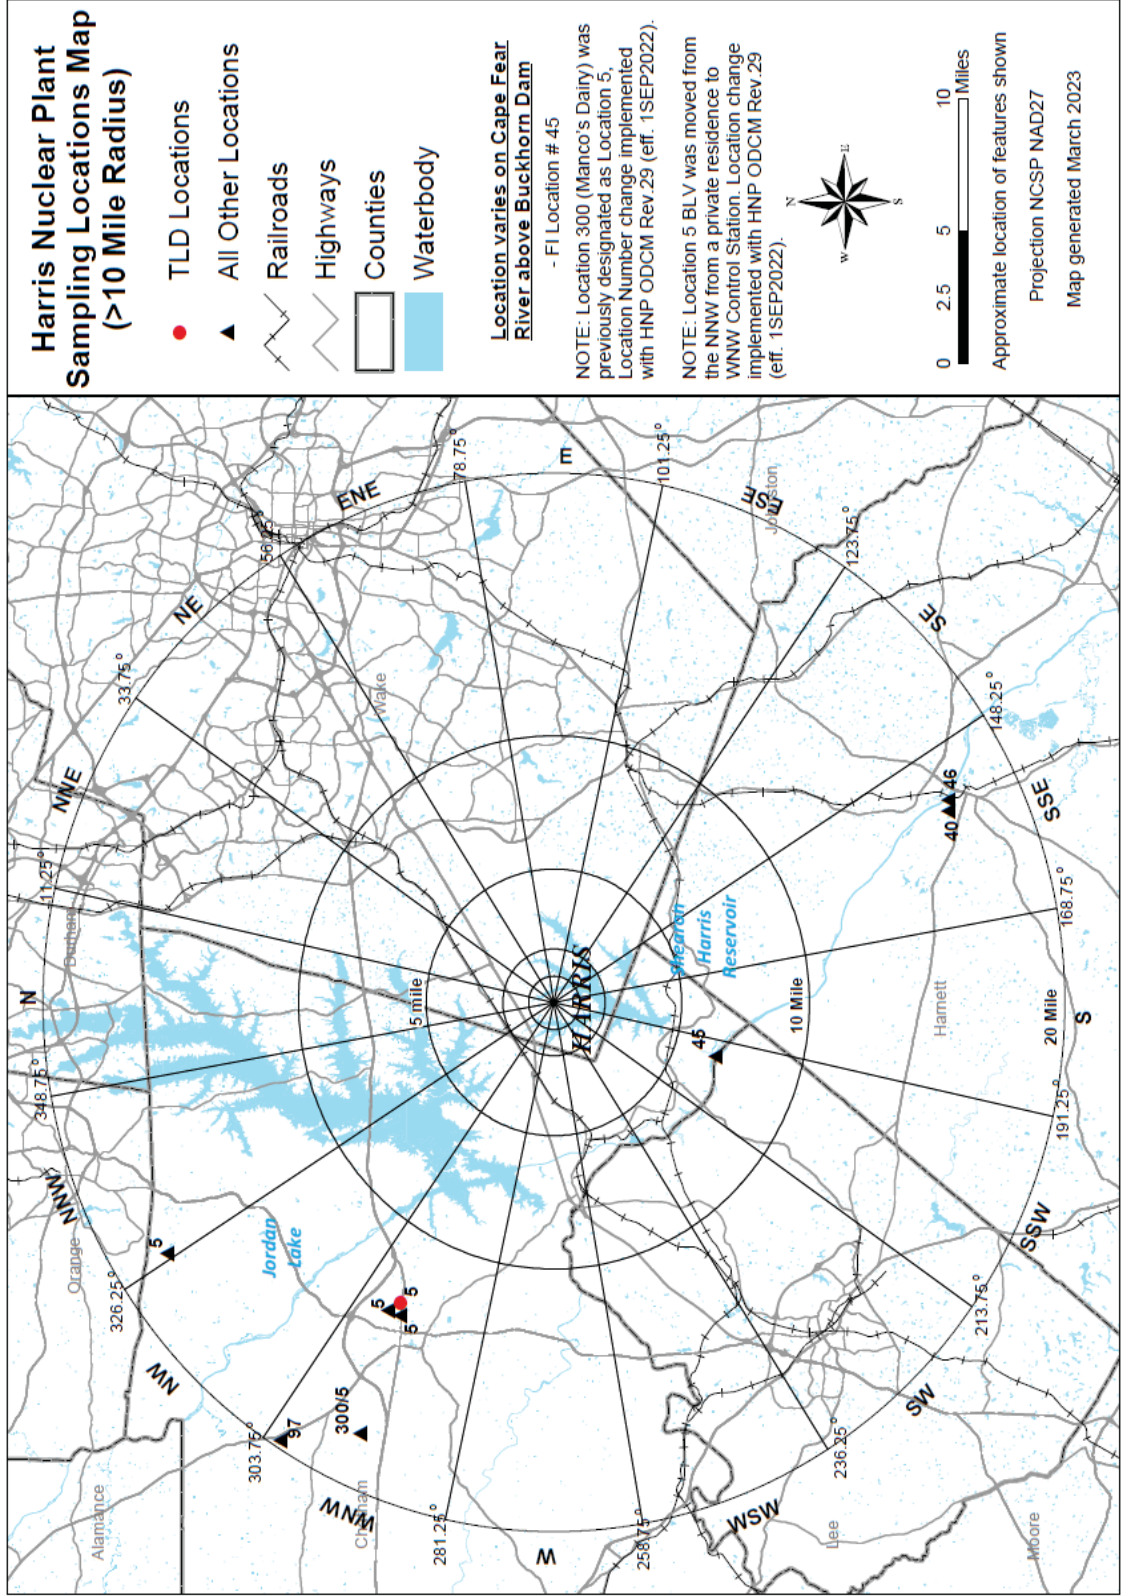 Harris Nuclear Plant
Sampling Locations Map
(>10 Mile Radius)
TLD Locations
All Other Locations
Railroads
Highways
Counties
Waterbody
Location varies on Cape Fear
River above Buckhorn Dam
- FI Location # 45
NOTE: Location 300 (Manco's Dairy) was
previously designated as Location 5,
Location Number change implemented
with HNP ODCM Rev.29 (eff. 1SEP2022).
NOTE: Location 5 BLV was moved from
the NNW from a private residence to
WNW Control Station. Location change
implemented with HNP ODCM Rev.29
(eff. 1SEP2022).
N
W
E
S
0
2.5
5
10
Miles
Approximate location of features shown
Projection NCSP NAD27
Map generated March 2023
N
11.25°
NNE
33.75°
NE
56.25°
ENE
78.75°
E
101.25°
ESE
123.75°
SE
148.25°
SSE
168.75°
S
191.25°
SSW
213.75°
SW
236.25°
WSW
258.75°
W
281.25°
WNW
303.75°
NW
326.25°
NNW
348.75°
Alamance
Orange
Durham
Wake
Johnston
Harnett
Lee
Moore
Chatham
Jordan
Lake
Shearon
Harris
Reservoir
HARRIS
5 mile
10 Mile
20 Mile
5
5
5
5
97
300/5
45
40
46